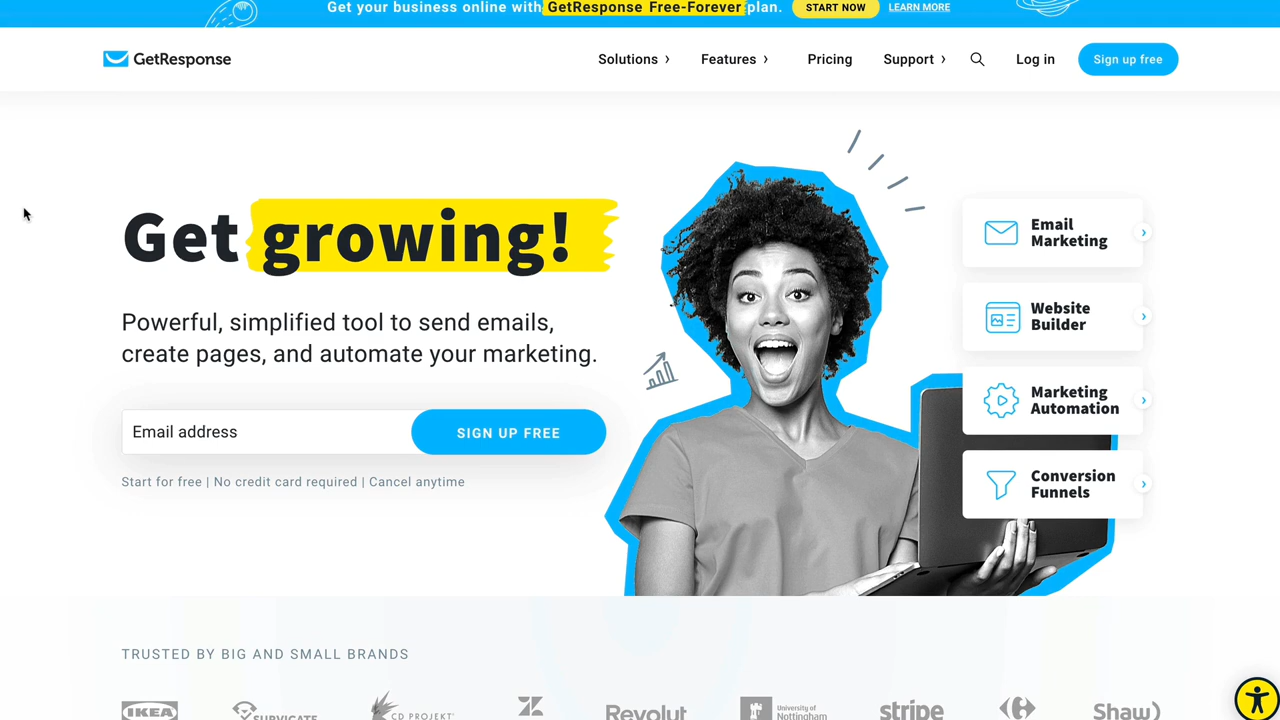 Get your business online with GetResponse Free-Forever plan. START NOW LEARN MORE
GetResponse Solutions Features Pricing Support Log in Sign up free
Get growing!
Powerful, simplified tool to send emails,
create pages, and automate your marketing.
Email address SIGN UP FREE
Start for free | No credit card required | Cancel anytime
Email
Marketing
Website
Builder
Marketing
Automation
Conversion
Funnels
TRUSTED BY BIG AND SMALL BRANDS
IKEA SURVICATE CD PROJEKT Revolut University of
Nottingham stripe Shaw)